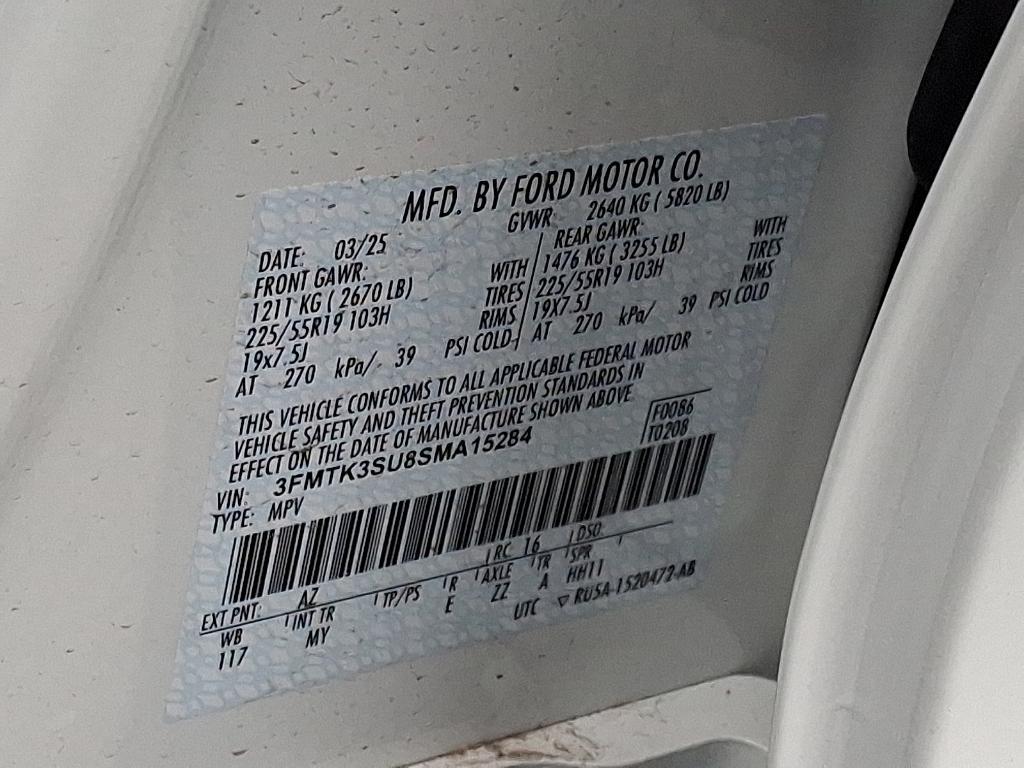 MFD. BY FORD MOTOR CO.
DATE: 03/25 GVWR: 2640 KG ( 5820 LB)
FRONT GAWR: REAR GAWR:
1211 KG ( 2670 LB) WITH 1476 KG ( 3255 LB) WITH
225/55R19 103H TIRES 225/55R19 103H TIRES
19x7.5J RIMS 19X7.5J RIMS
AT 270 kPa/ 39 PSI COLD AT 270 kPa/ 39 PSI COLD
THIS VEHICLE CONFORMS TO ALL APPLICABLE FEDERAL MOTOR
VEHICLE SAFETY AND THEFT PREVENTION STANDARDS IN
EFFECT ON THE DATE OF MANUFACTURE SHOWN ABOVE
F0086
T0208
VIN: 3FMTK3SU8SMA15284
TYPE: MPV
EXT PNT: AZ RC 16 DSO:
WB INT TR TP/PS R AXLE TR SPR
117 MY E ZZ A HH11
UTC ▽ RU5A-1520472-AB